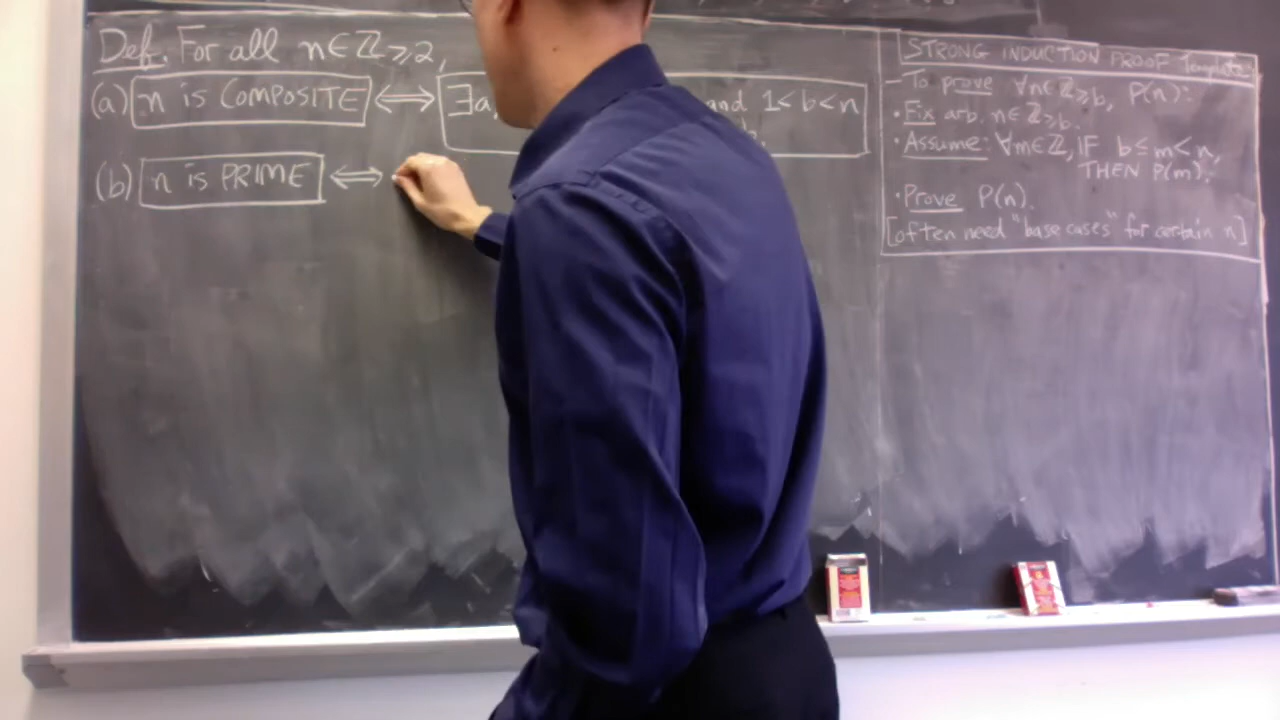 Def. For all n∈ℤ≥2,
(a) n is COMPOSITE ⟺ ∃a, and 1<b<n
b.
(b) n is PRIME ⟺
STRONG INDUCTION PROOF Template
– To prove ∀n∈ℤ≥b, P(n):
• Fix arb. n∈ℤ≥b.
• Assume: ∀m∈ℤ, IF b≤m<n,
THEN P(m).
• Prove P(n).
[often need "base cases" for certain n]